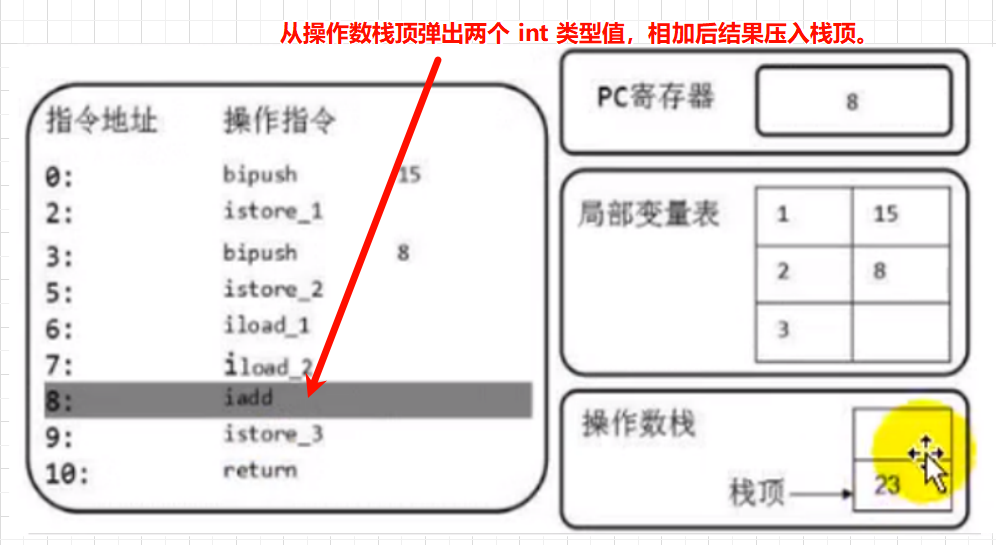 从操作数栈顶弹出两个 int 类型值，相加后结果压入栈顶。
指令地址 操作指令
0: bipush 15
2: istore_1
3: bipush 8
5: istore_2
6: iload_1
7: iload_2
8: iadd
9: istore_3
10: return
PC寄存器 8
局部变量表
1 15
2 8
3
操作数栈
栈顶 23